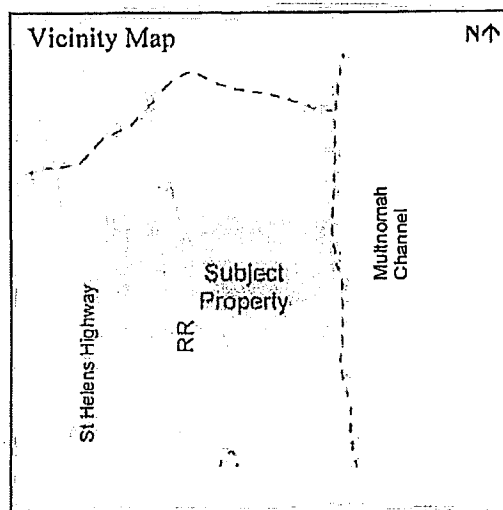 Vicinity Map
N↑
Multnomah
Channel
Subject
Property
St Helens Highway
RR